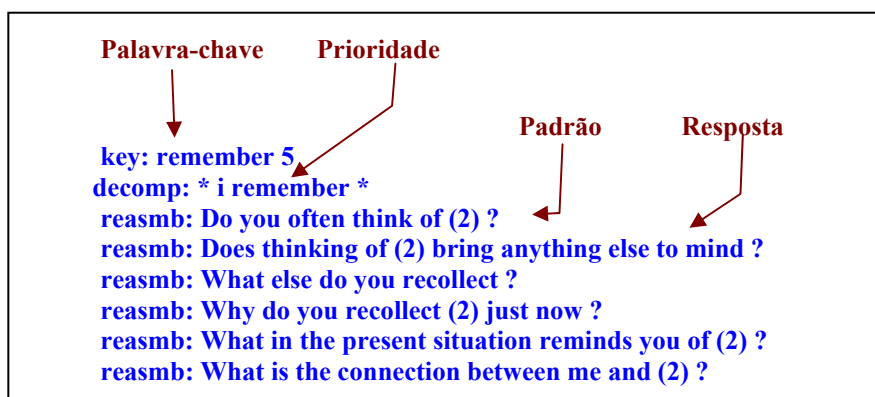 Palavra-chave Prioridade
Padrão Resposta
key: remember 5
decomp: * i remember *
reasmb: Do you often think of (2) ?
reasmb: Does thinking of (2) bring anything else to mind ?
reasmb: What else do you recollect ?
reasmb: Why do you recollect (2) just now ?
reasmb: What in the present situation reminds you of (2) ?
reasmb: What is the connection between me and (2) ?